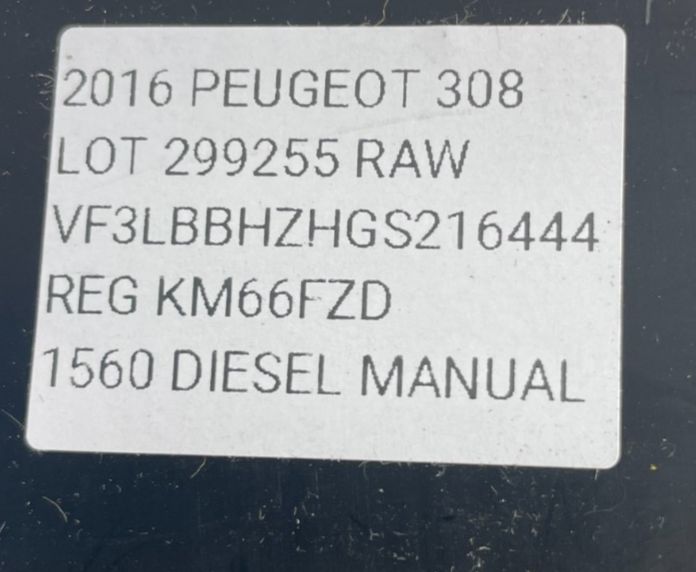 2016 PEUGEOT 308
LOT 299255 RAW
VF3LBBHZHGS216444
REG KM66FZD
1560 DIESEL MANUAL